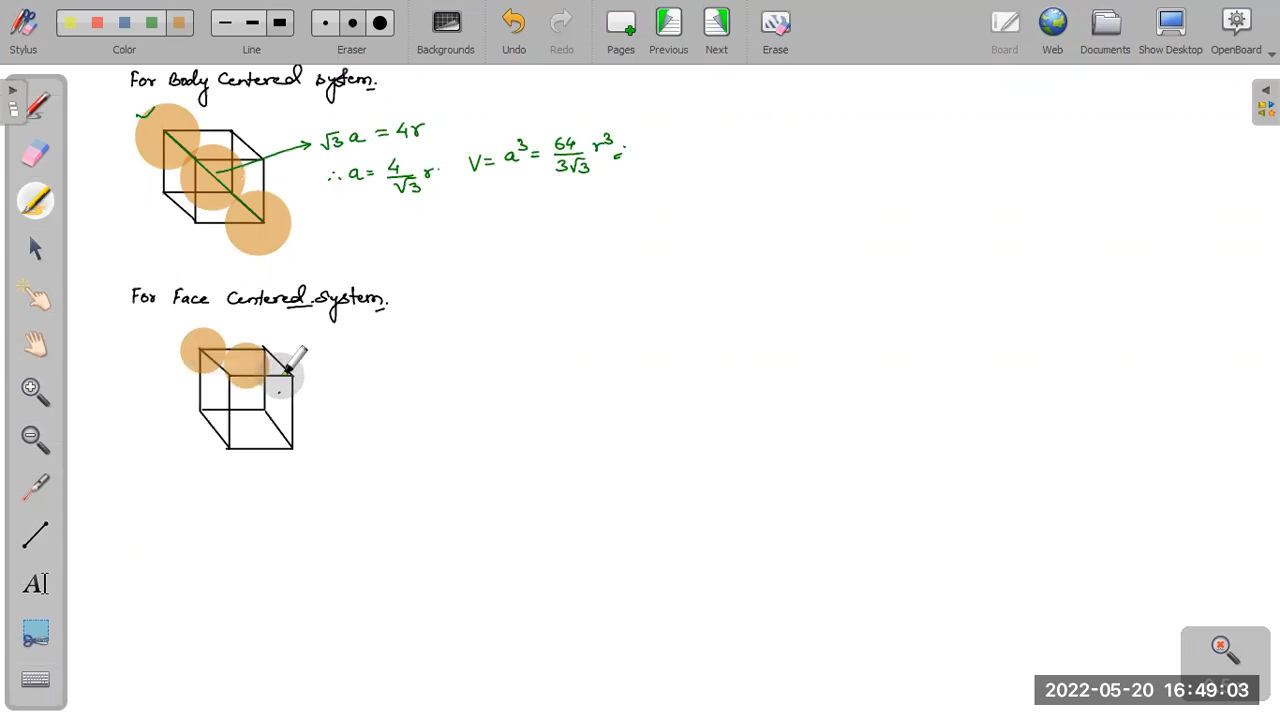 Stylus
Color
Line
Eraser
Backgrounds
Undo
Redo
Pages
Previous
Next
Erase
Board
Web
Documents
Show Desktop
OpenBoard
For Body Centered system.
√3 a = 4r
∴ a = 4/√3 r. V = a³ = 64/3√3 r³
For Face Centered system.
A
2022-05-20 16:49:03